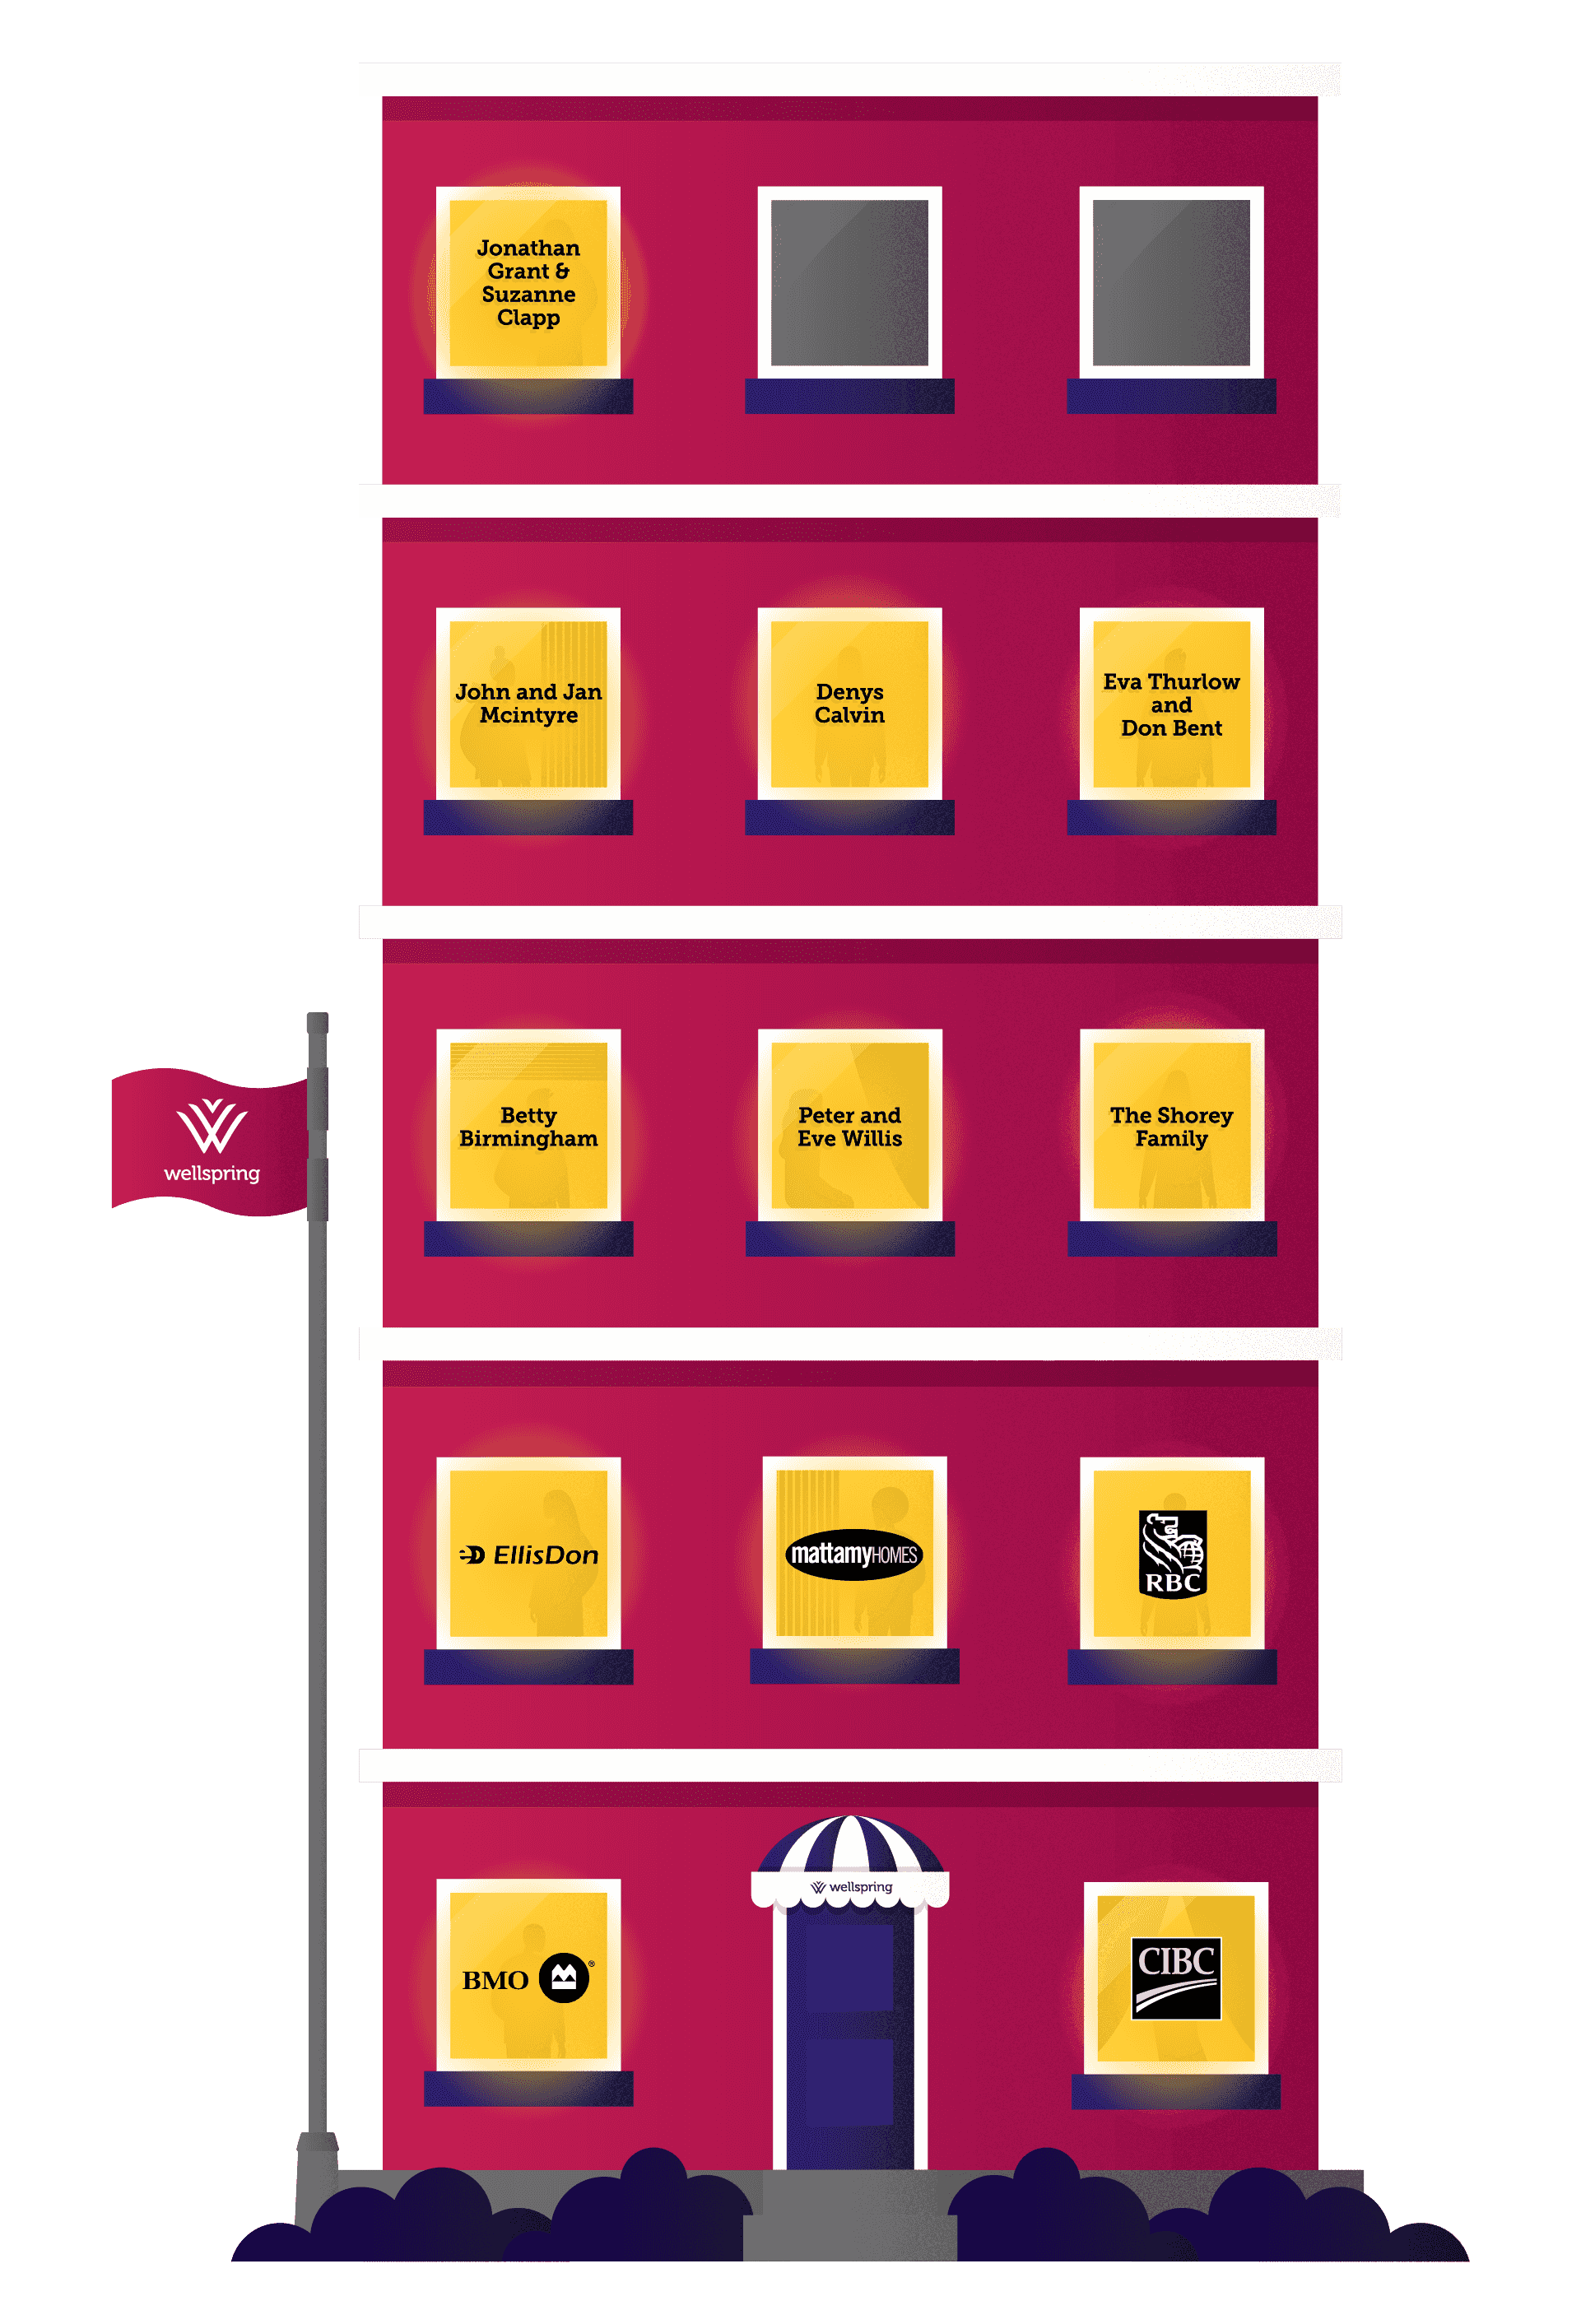 Jonathan
Grant &
Suzanne
Clapp
John and Jan
Mcintyre
Denys
Calvin
Eva Thurlow
and
Don Bent
wellspring
Betty
Birmingham
Peter and
Eve Willis
The Shorey
Family
EllisDon
mattamyHOMES
RBC
wellspring
BMO ®
CIBC